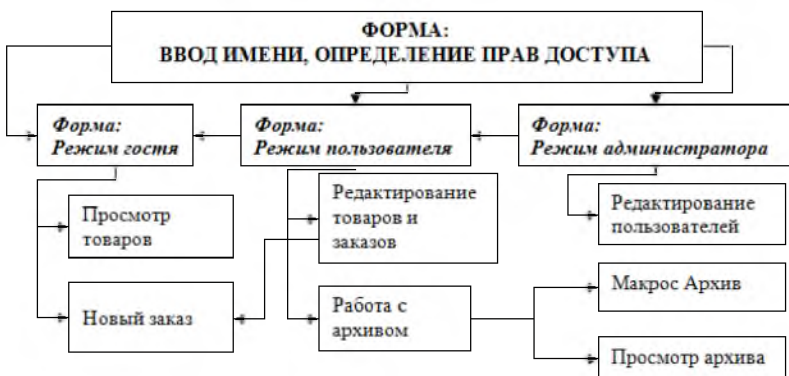 ФОРМА:
ВВОД ИМЕНИ, ОПРЕДЕЛЕНИЕ ПРАВ ДОСТУПА
Форма:
Режим гостя
Форма:
Режим пользователя
Форма:
Режим администратора
Просмотр
товаров
Редактирование
товаров и
заказов
Редактирование
пользователей
Новый заказ
Работа с
архивом
Макрос Архив
Просмотр архива